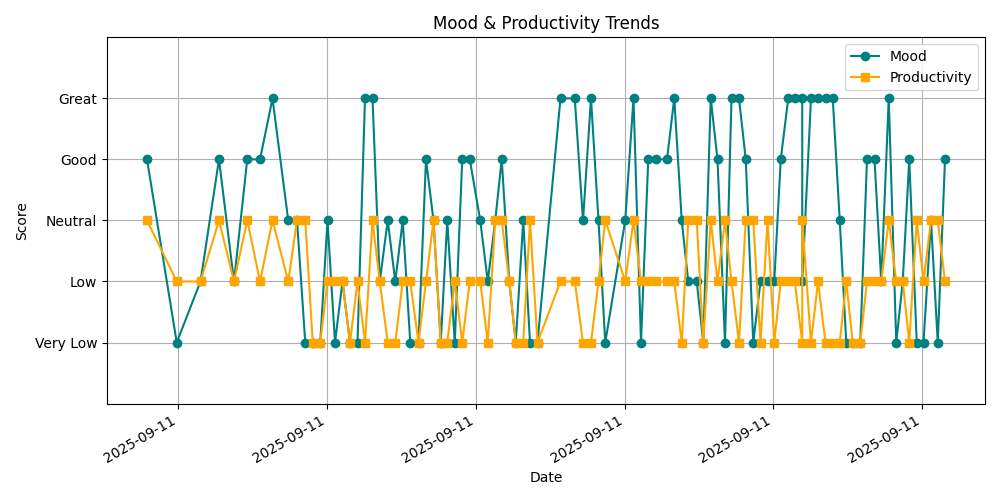 Mood & Productivity Trends
Mood
Productivity
Great
Good
Neutral
Low
Very Low
Score
2025-09-11
2025-09-11
2025-09-11
2025-09-11
2025-09-11
2025-09-11
Date